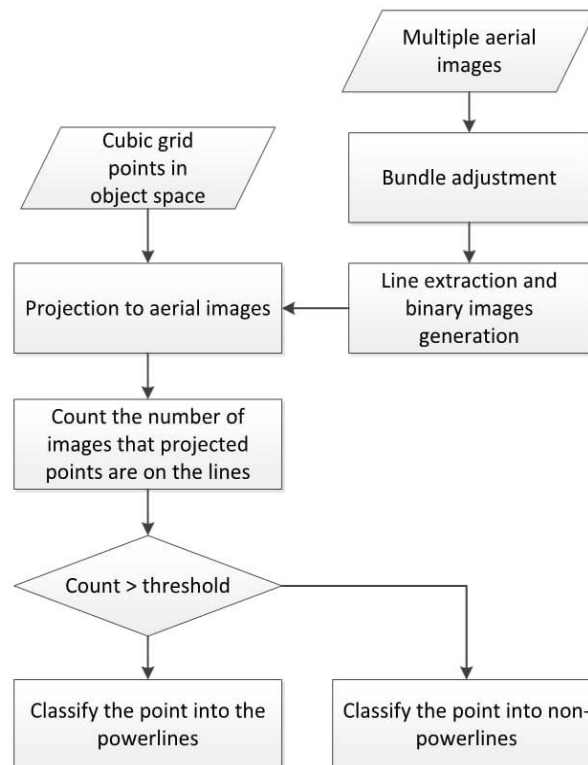 Multiple aerial
images
Cubic grid
points in
object space
Bundle adjustment
Projection to aerial images
Line extraction and
binary images
generation
Count the number of
images that projected
points are on the lines
Count > threshold
Classify the point into the
powerlines
Classify the point into non-
powerlines